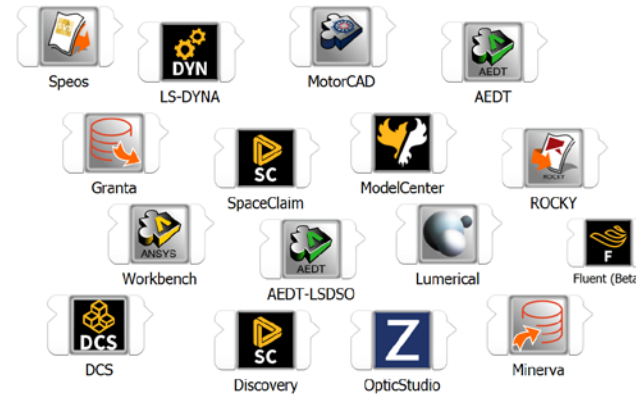 Speos
DYN
LS-DYNA
MotorCAD
AEDT
AEDT
Granta
SC
SpaceClaim
ModelCenter
ROCKY
ROCKY
ANSYS
Workbench
AEDT
AEDT-LSDSO
Lumerical
F
Fluent (Beta
DCS
DCS
SC
Discovery
Z
OpticStudio
Minerva